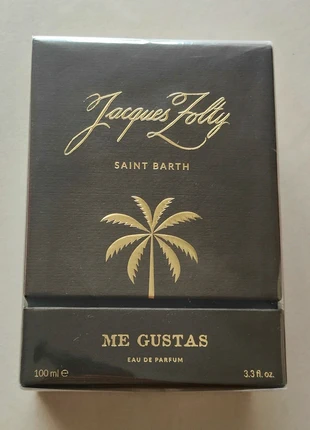 Jacques Zolty
SAINT BARTH
ME GUSTAS
EAU DE PARFUM
100 ml ℮ 3.3 fl. oz.